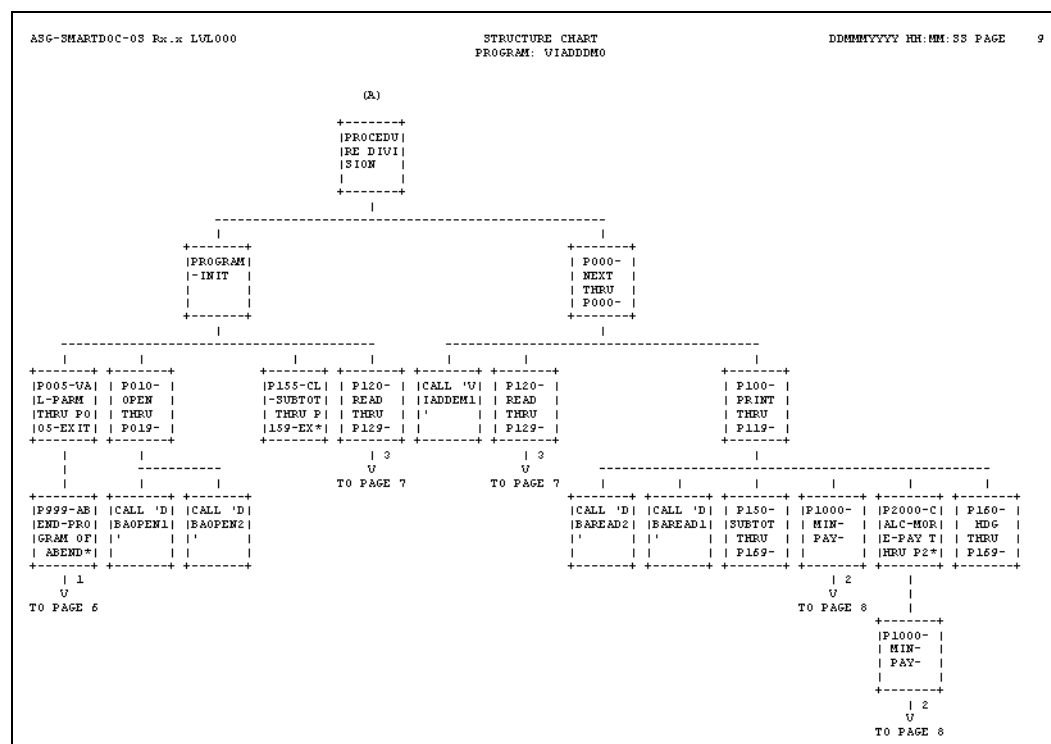 ASG-SMARTDOC-OS Rx.x LVL000 STRUCTURE CHART DDMMMYYYY HH:MM:SS PAGE 9
PROGRAM: VIADDDM0
(A)
PROCEDU
RE DIVI
SION
PROGRAM P000-
-INIT NEXT
THRU
P000-
P005-VA P010- P155-CL P120- CALL 'V P120- P100-
L-PARM OPEN -SUBTOT READ IADDEM1 READ PRINT
THRU P0 THRU THRU P THRU ' THRU THRU
05-EXIT P019- 159-EX* P129- P129- P119-
3 3
V V
TO PAGE 7 TO PAGE 7
P999-AB CALL 'D CALL 'D CALL 'D CALL 'D P150- P1000- P2000-C P160-
END-PRO BAOPEN1 BAOPEN2 BAREAD2 BAREAD1 SUBTOT MIN- ALC-MOR HDG
GRAM OF ' ' ' ' THRU PAY- E-PAY T THRU
ABEND* P169- HRU P2* P169-
1 2
V V
TO PAGE 6 TO PAGE 8
P1000-
MIN-
PAY-
2
V
TO PAGE 8